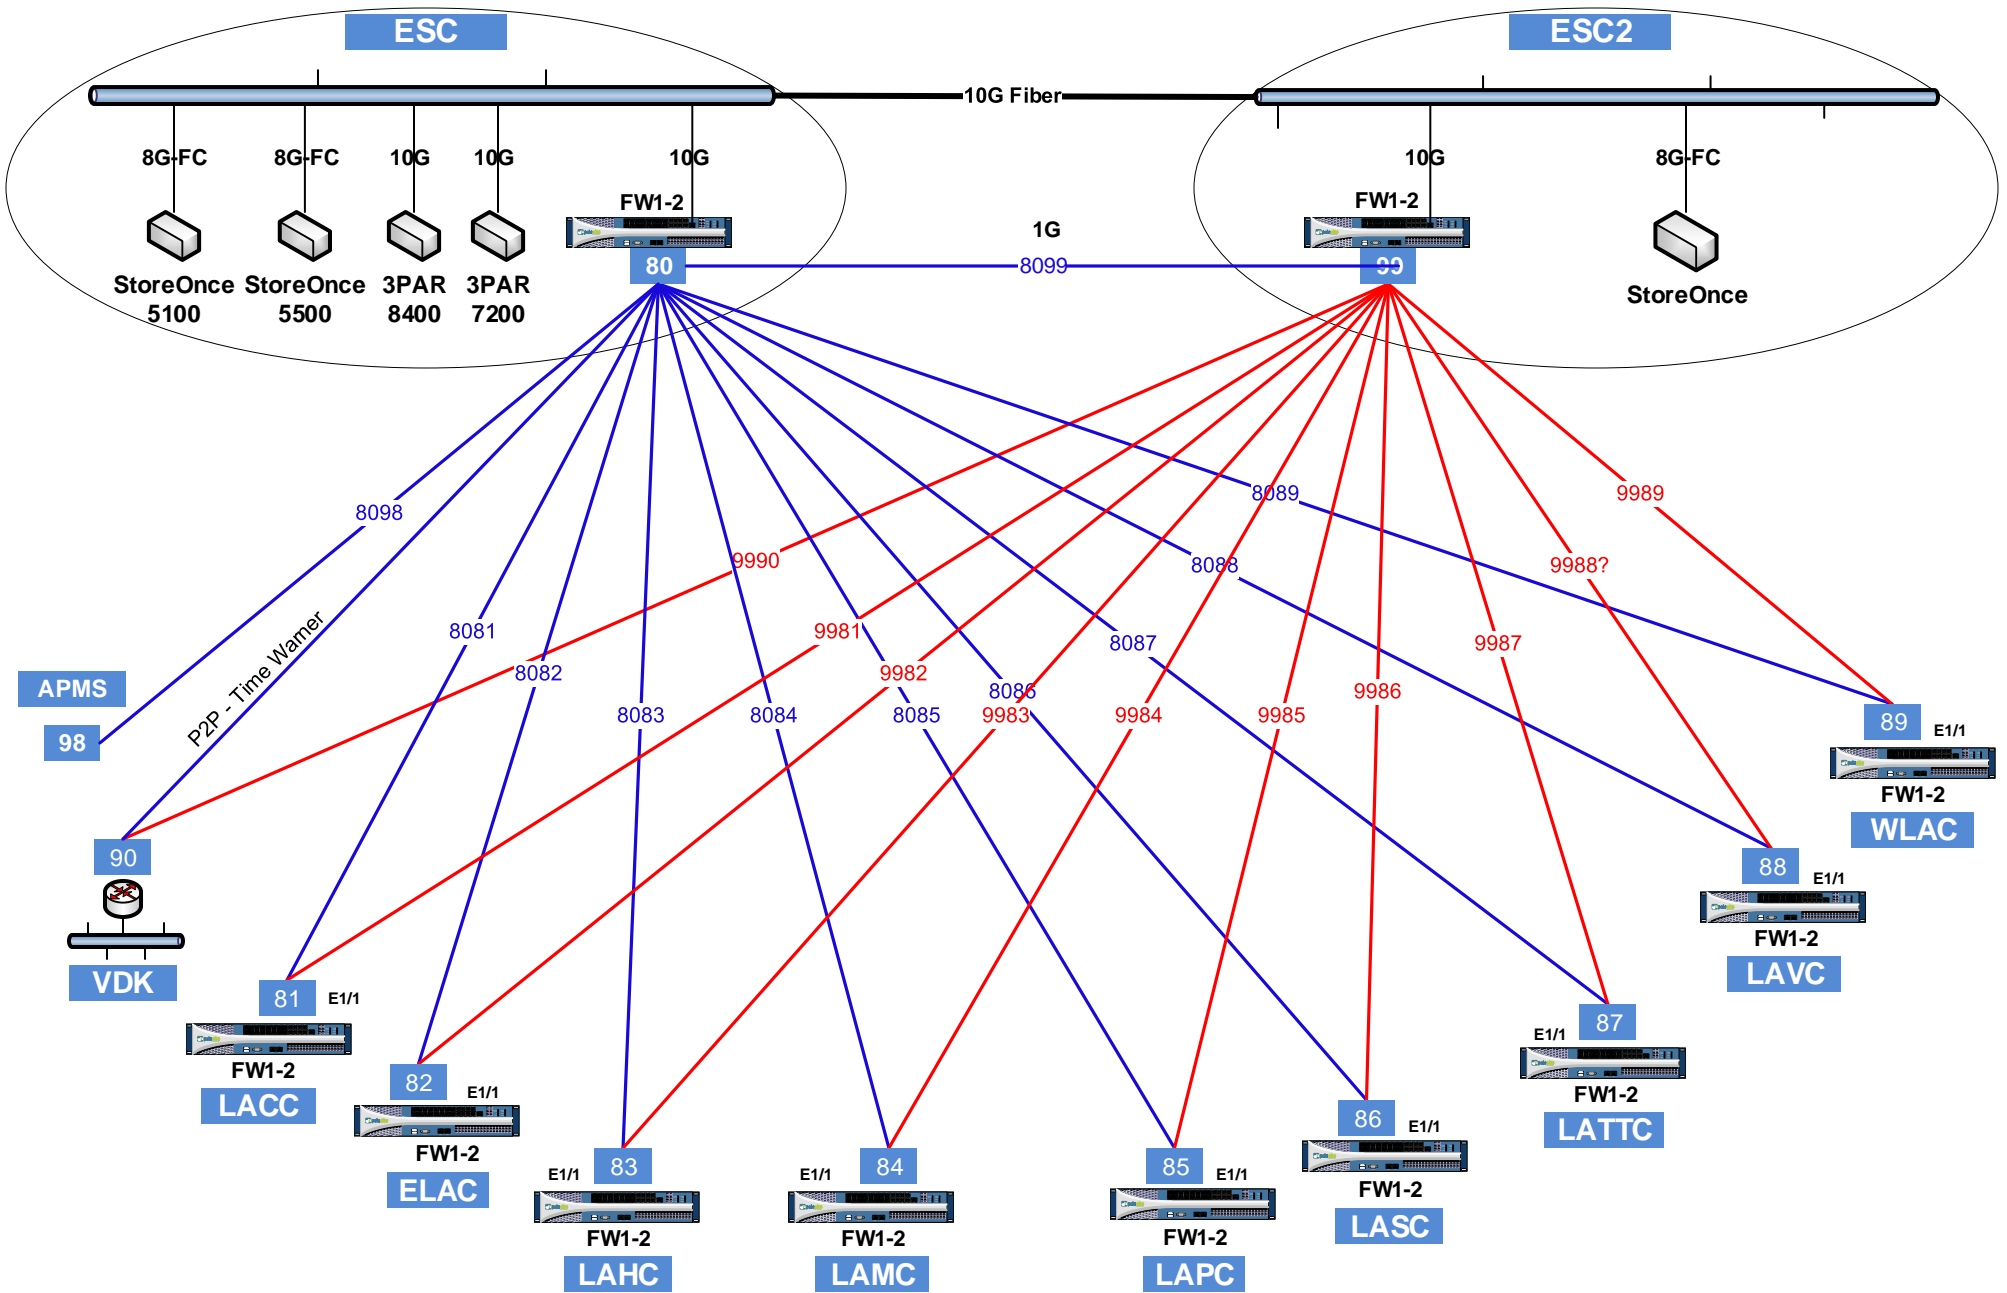 ESC
ESC2
10G Fiber
8G-FC
8G-FC
10G
10G
10G
10G
8G-FC
FW1-2
FW1-2
1G
80
8099
99
StoreOnce
5100
StoreOnce
5500
3PAR
8400
3PAR
7200
StoreOnce
8098
8089
9989
9990
8088
9988?
P2P - Time Warner
8081
9981
8087
9987
8082
9982
8086
9986
8083
8084
8085
9983
9984
9985
APMS
98
89
E1/1
FW1-2
WLAC
90
VDK
88
E1/1
FW1-2
LAVC
81
E1/1
FW1-2
LACC
87
E1/1
FW1-2
LATTC
82
E1/1
FW1-2
ELAC
86
E1/1
FW1-2
LASC
83
E1/1
FW1-2
LAHC
84
E1/1
FW1-2
LAMC
85
E1/1
FW1-2
LAPC